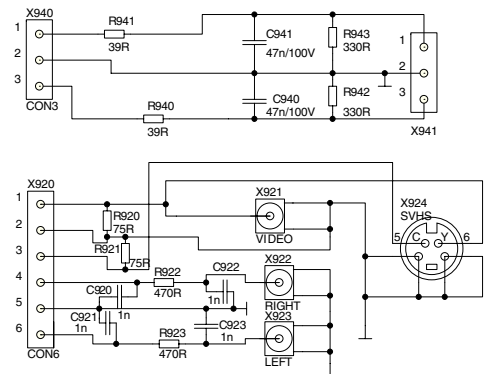 X940
1
2
3
CON3
R941
39R
R940
39R
C941
47n/100V
C940
47n/100V
R943
330R
R942
330R
1
2
3
X941
X920
1
2
3
4
5
6
CON6
R920
75R
R921
75R
X921
VIDEO
X924
SVHS
5
C
Y
6
R922
470R
C922
1n
X922
RIGHT
C920
1n
C921
1n
R923
470R
C923
1n
X923
LEFT